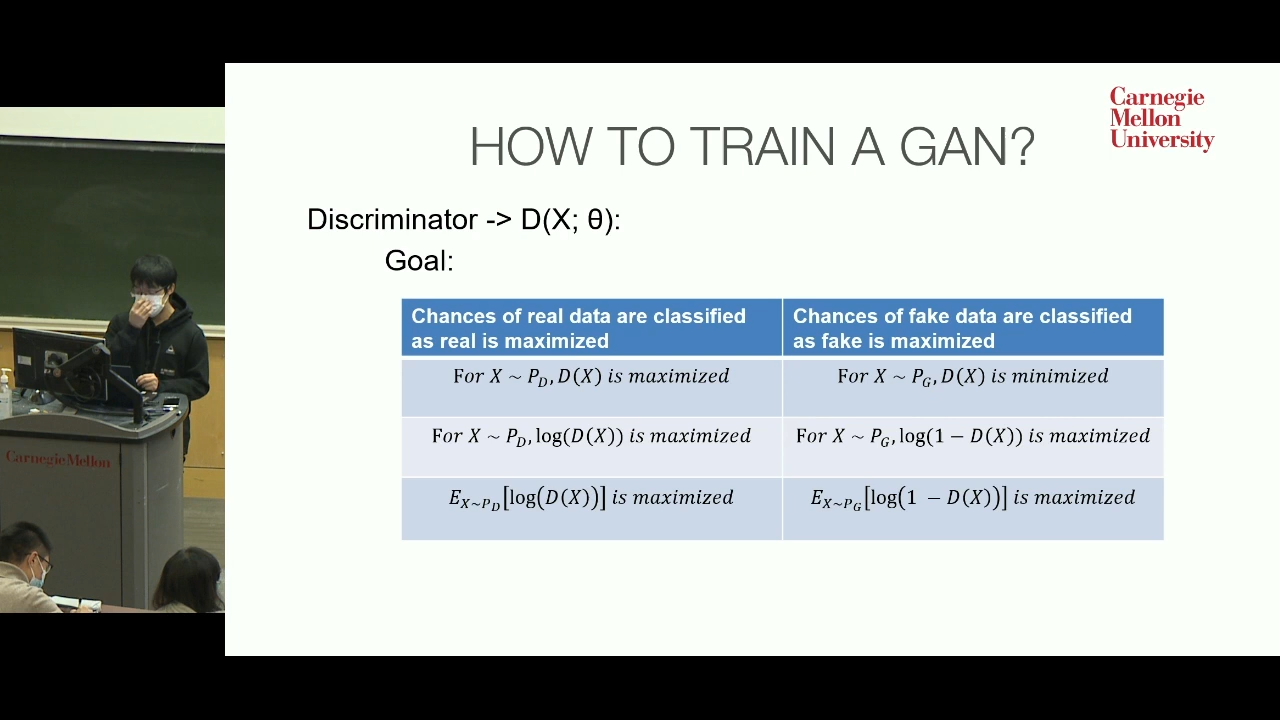 Carnegie
Mellon
University
HOW TO TRAIN A GAN?
Discriminator -> D(X; θ):
Goal:
Chances of real data are classified
as real is maximized
Chances of fake data are classified
as fake is maximized
For X ~ P_D, D(X) is maximized
For X ~ P_G, D(X) is minimized
For X ~ P_D, log(D(X)) is maximized
For X ~ P_G, log(1 − D(X)) is maximized
E_{X~P_D}[log(D(X))] is maximized
E_{X~P_G}[log(1 − D(X))] is maximized
Carnegie Mellon